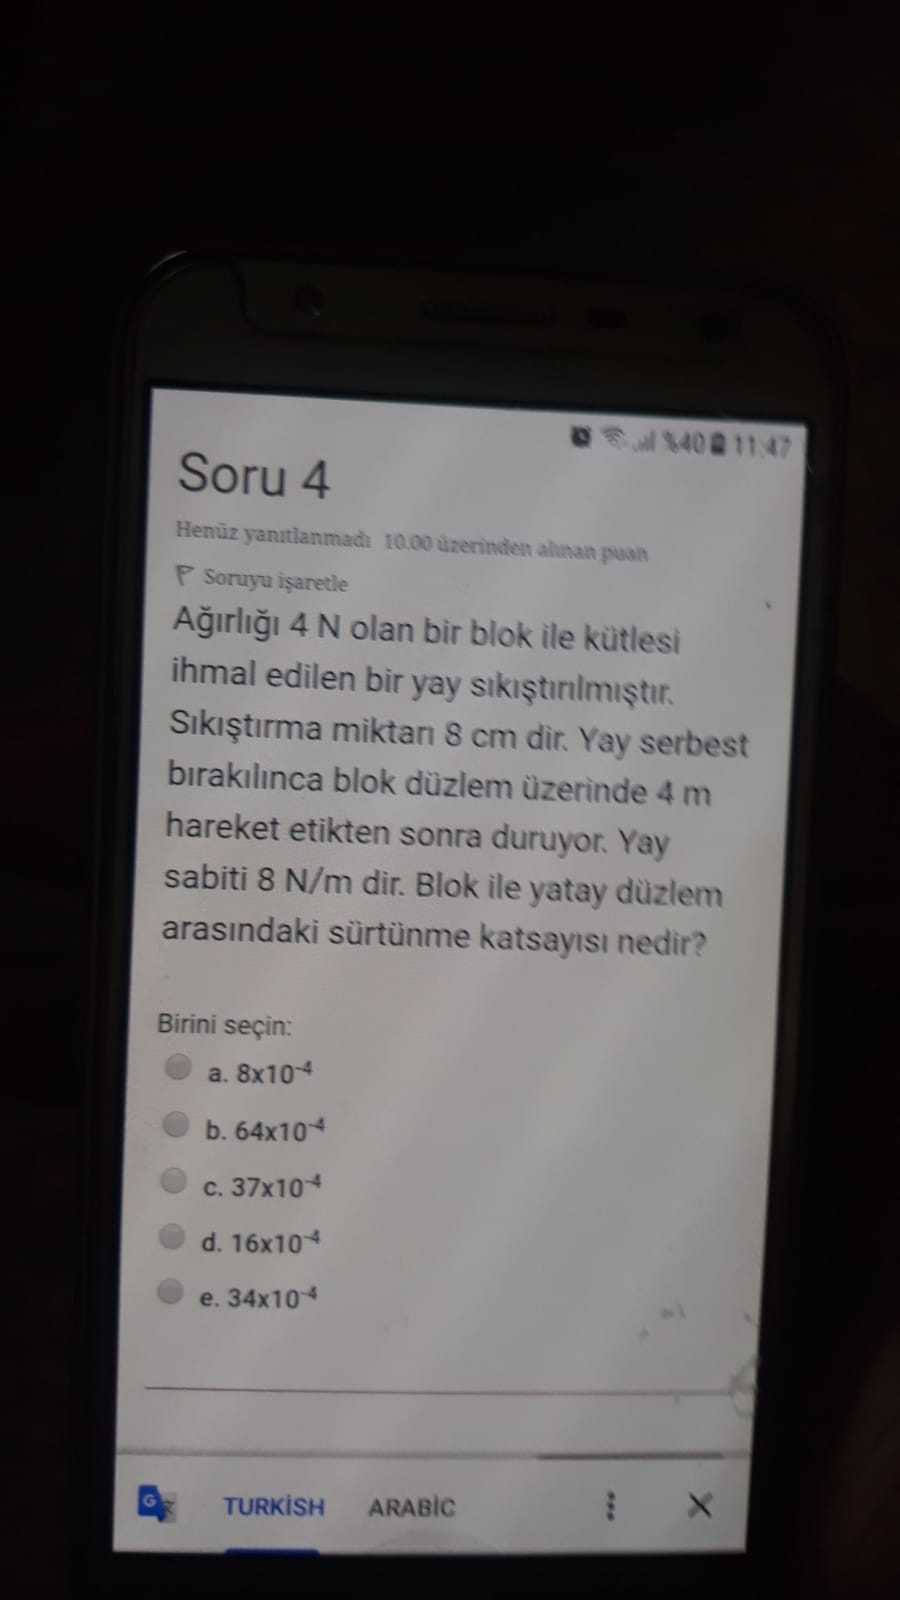 %40 11:47
Soru 4
Henüz yanıtlanmadı 10.00 üzerinden alınan puan
Soruyu işaretle
Ağırlığı 4 N olan bir blok ile kütlesi
ihmal edilen bir yay sıkıştırılmıştır.
Sıkıştırma miktarı 8 cm dir. Yay serbest
bırakılınca blok düzlem üzerinde 4 m
hareket etikten sonra duruyor. Yay
sabiti 8 N/m dir. Blok ile yatay düzlem
arasındaki sürtünme katsayısı nedir?
Birini seçin:
a. 8x10⁻⁴
b. 64x10⁻⁴
c. 37x10⁻⁴
d. 16x10⁻⁴
e. 34x10⁻⁴
G TURKİSH ARABİC